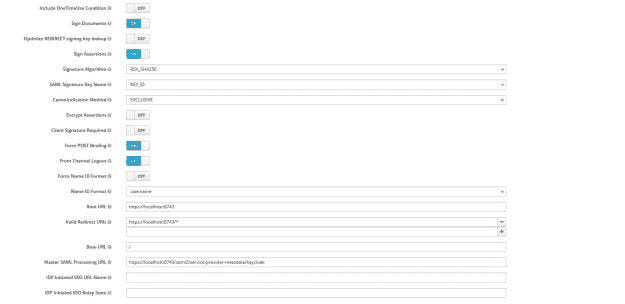 Include OneTimeUse Condition OFF
Sign Documents ON
Optimize REDIRECT signing key lookup OFF
Sign Assertions ON
Signature Algorithm RSA_SHA256
SAML Signature Key Name KEY_ID
Canonicalization Method EXCLUSIVE
Encrypt Assertions OFF
Client Signature Required OFF
Force POST Binding ON
Front Channel Logout ON
Force Name ID Format OFF
Name ID Format username
Root URL https://localhost:8743
Valid Redirect URIs https://localhost:8743/*
Base URL /
Master SAML Processing URL https://localhost:8743/saml2/service-provider-metadata/keycloak
IDP Initiated SSO URL Name
IDP Initiated SSO Relay State